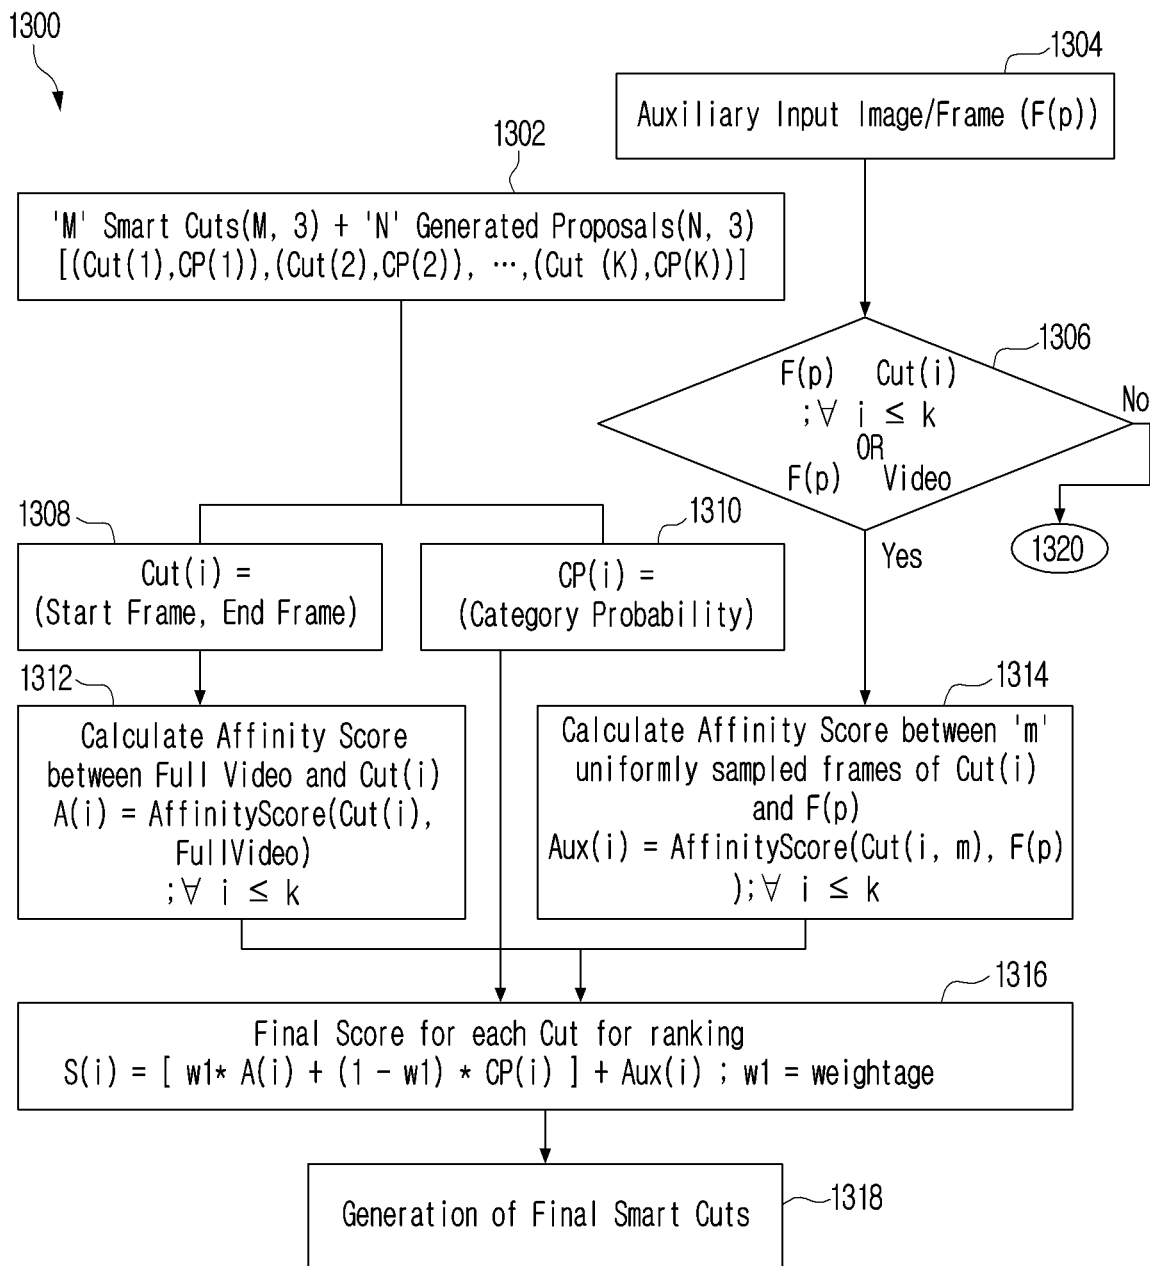 1300
1304
Auxiliary Input Image/Frame (F(p))
1302
'M' Smart Cuts(M, 3) + 'N' Generated Proposals(N, 3)
[(Cut(1),CP(1)),(Cut(2),CP(2)), ···,(Cut (K),CP(K))]
1306
F(p) Cut(i)
;∀ i ≤ k
OR
F(p) Video
No
1320
Yes
1308
Cut(i) =
(Start Frame, End Frame)
1310
CP(i) =
(Category Probability)
1312
Calculate Affinity Score
between Full Video and Cut(i)
A(i) = AffinityScore(Cut(i),
FullVideo)
;∀ i ≤ k
1314
Calculate Affinity Score between 'm'
uniformly sampled frames of Cut(i)
and F(p)
Aux(i) = AffinityScore(Cut(i, m), F(p)
);∀ i ≤ k
1316
Final Score for each Cut for ranking
S(i) = [ w1* A(i) + (1 - w1) * CP(i) ] + Aux(i) ; w1 = weightage
Generation of Final Smart Cuts
1318